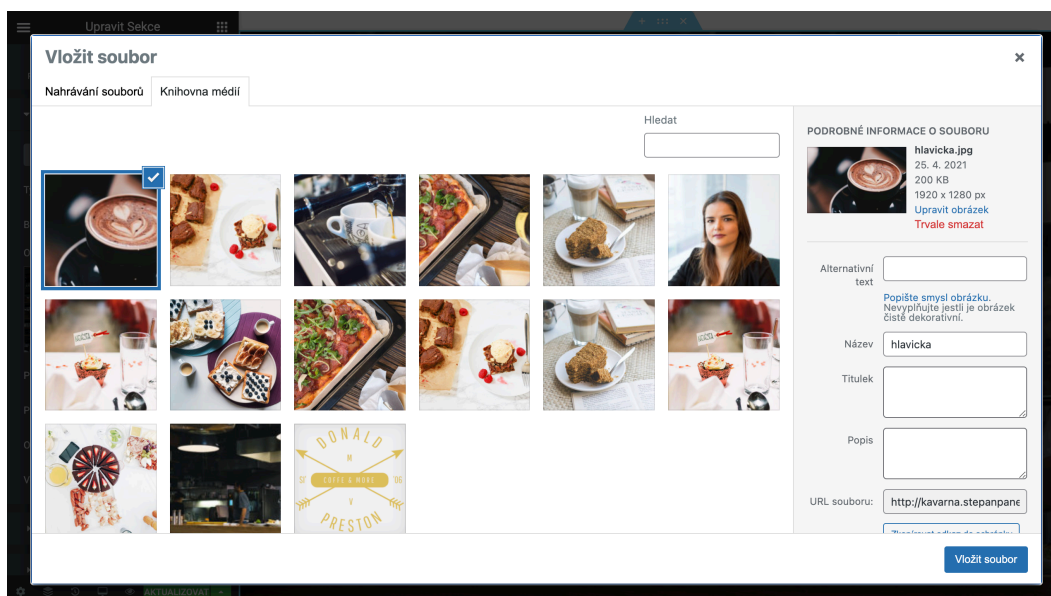 Upravit Sekce
Vložit soubor
Nahrávání souborů
Knihovna médií
Hledat
PODROBNÉ INFORMACE O SOUBORU
hlavicka.jpg
25. 4. 2021
200 KB
1920 x 1280 px
Upravit obrázek
Trvale smazat
Alternativní
text
Popište smysl obrázku.
Nevyplňujte jestli je obrázek
čistě dekorativní.
Název
hlavicka
Titulek
Popis
URL souboru:
http://kavarna.stepanpane
DONALD
M
COFFE & MORE
V
PRESTON
Vložit soubor
AKTUALIZOVAT